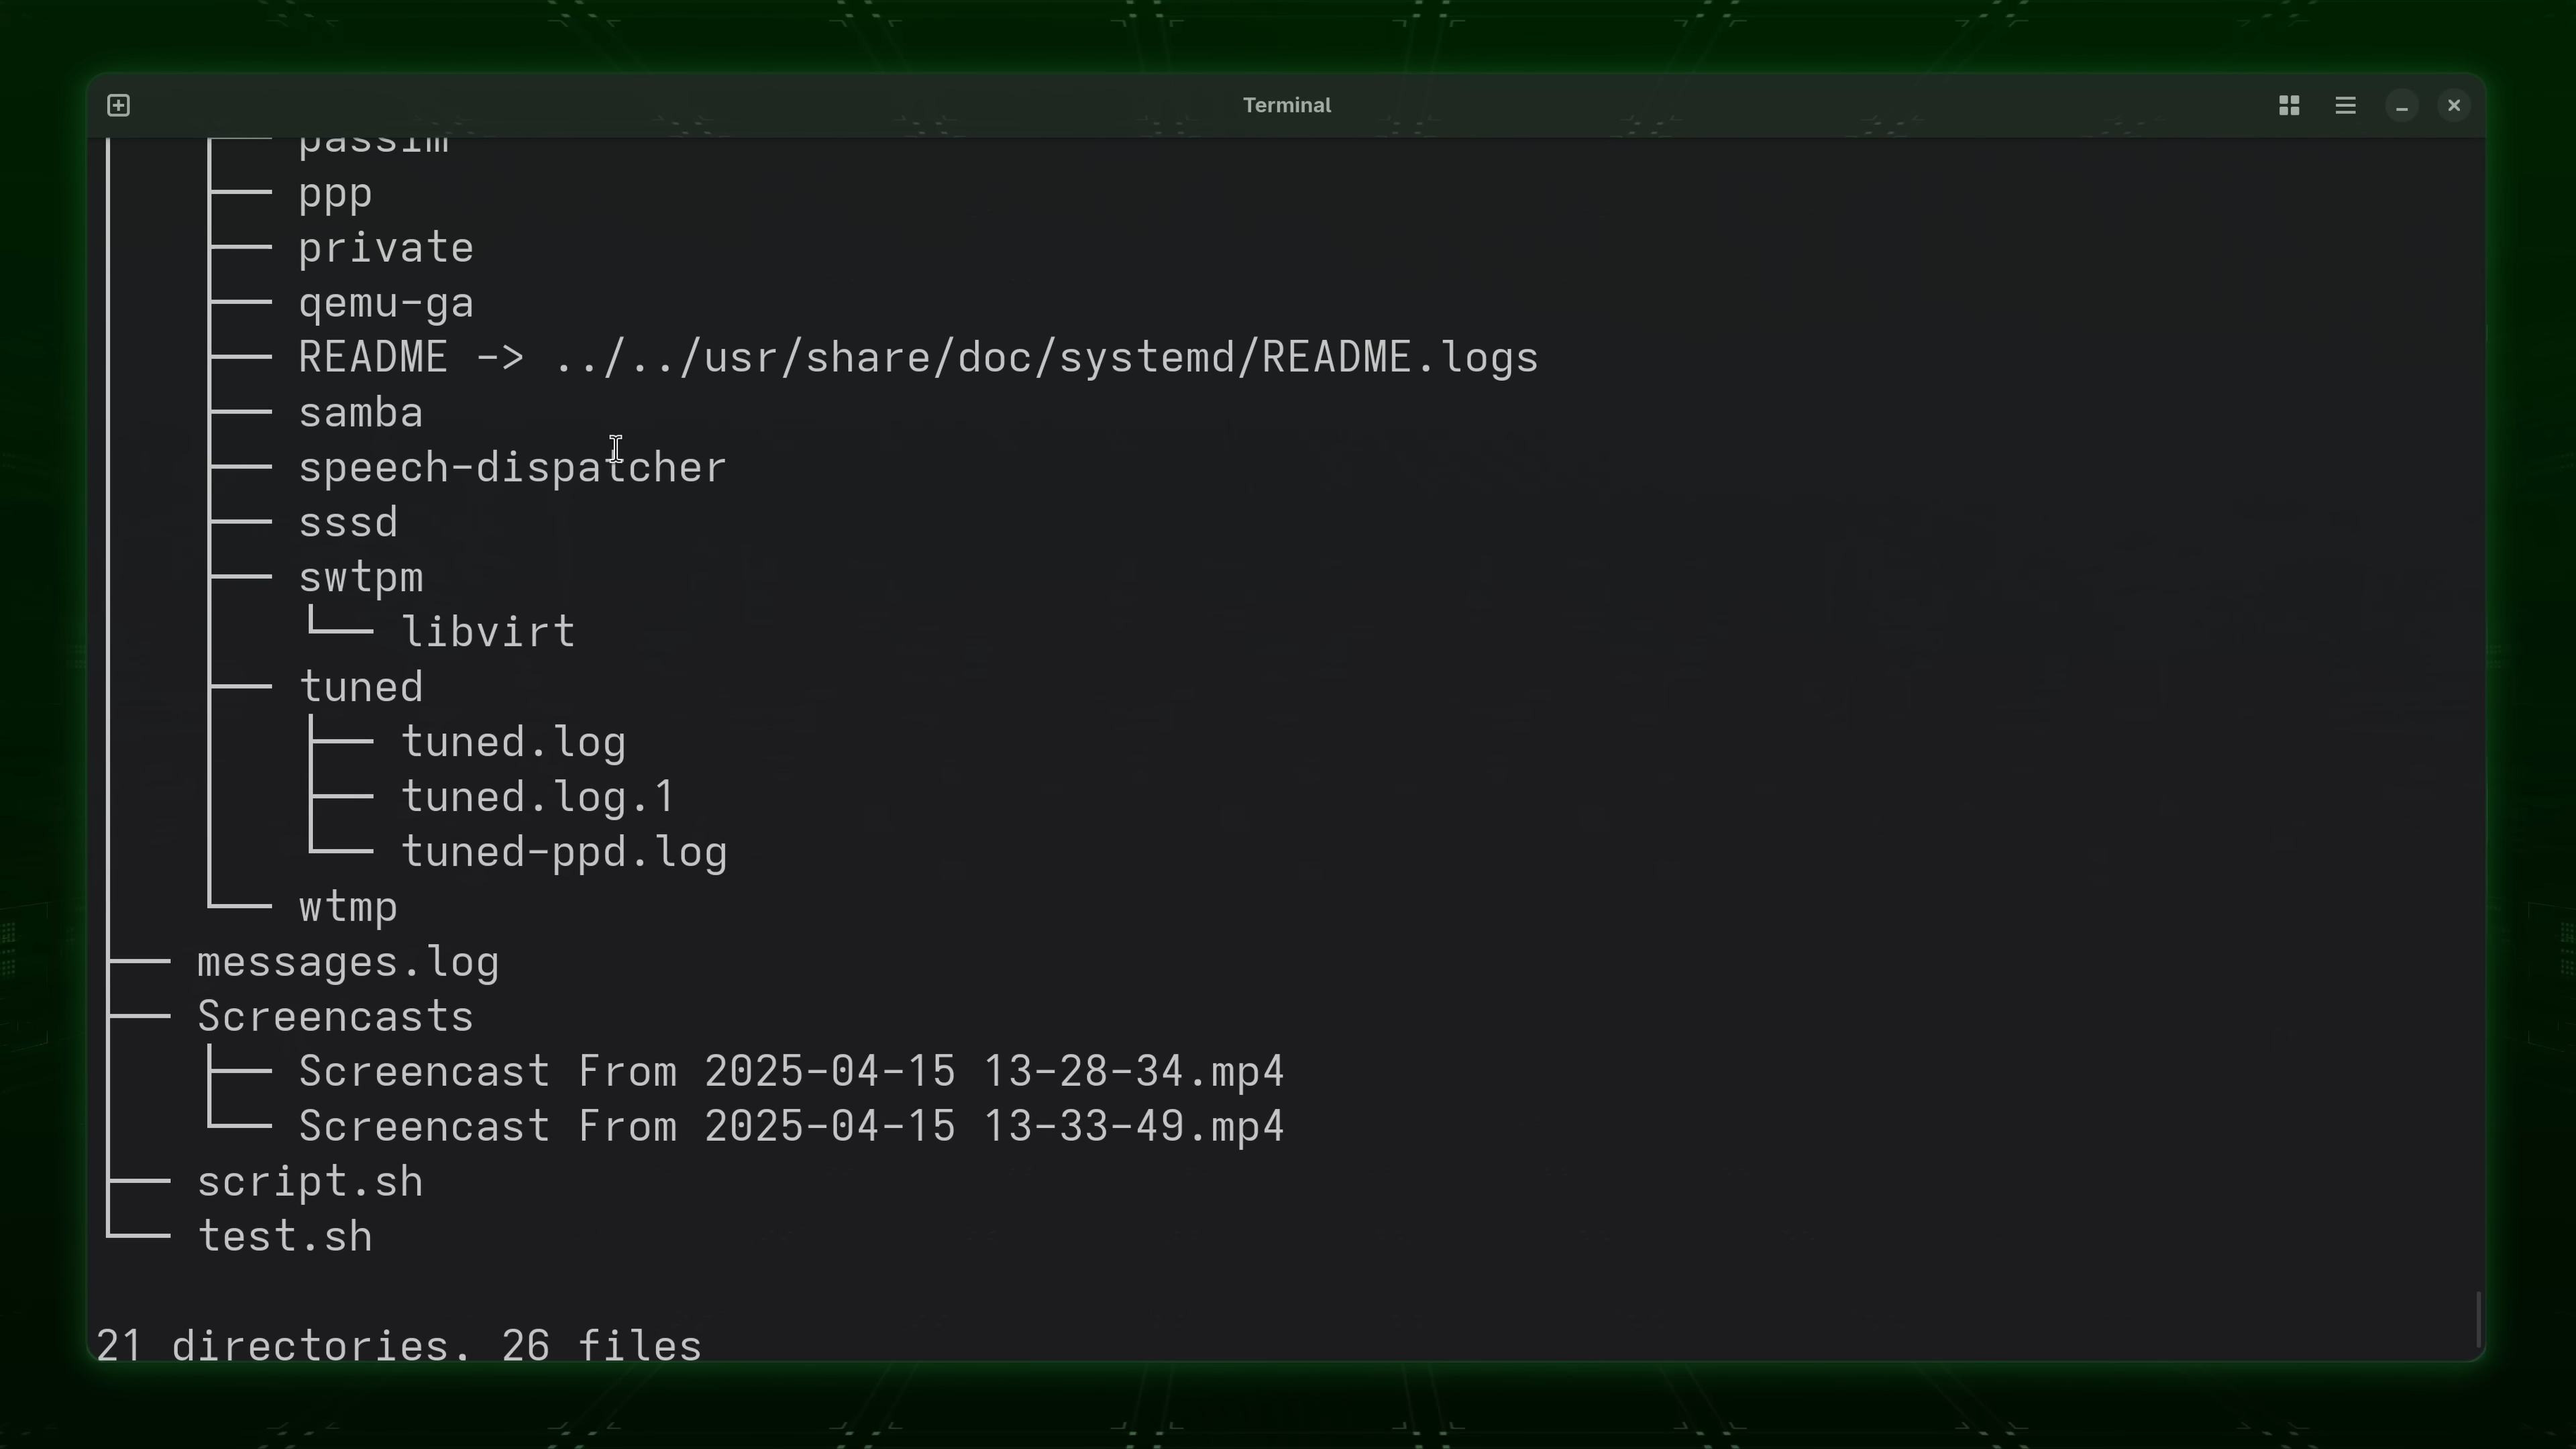 Terminal
│   ├── passim
│   ├── ppp
│   ├── private
│   ├── qemu-ga
│   ├── README -> ../../usr/share/doc/systemd/README.logs
│   ├── samba
│   ├── speech-dispatcher
│   ├── sssd
│   ├── swtpm
│   │   └── libvirt
│   ├── tuned
│   │   ├── tuned.log
│   │   ├── tuned.log.1
│   │   └── tuned-ppd.log
│   └── wtmp
├── messages.log
├── Screencasts
│   ├── Screencast From 2025-04-15 13-28-34.mp4
│   └── Screencast From 2025-04-15 13-33-49.mp4
├── script.sh
└── test.sh
21 directories, 26 files